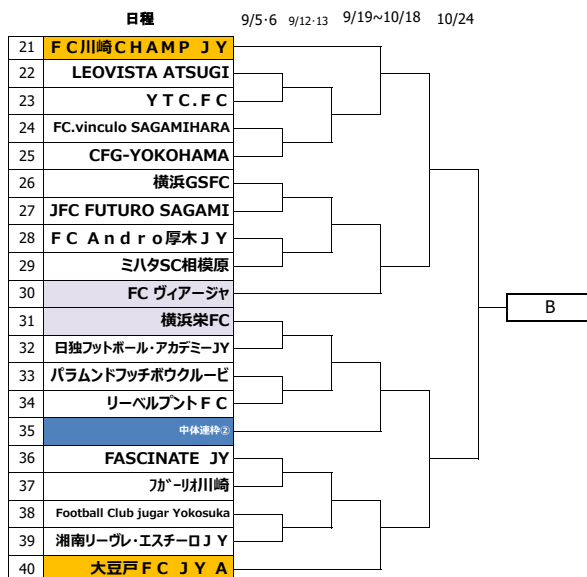 日程 9/5・6 9/12・13 9/19~10/18 10/24
21 FC川崎CHAMP JY
22 LEOVISTA ATSUGI
23 YTC.FC
24 FC.vinculo SAGAMIHARA
25 CFG-YOKOHAMA
26 横浜GSFC
27 JFC FUTURO SAGAMI
28 FC Andro厚木JY
29 ミハタSC相模原
30 FC ヴィアージャ
31 横浜栄FC
32 日独フットボール・アカデミーJY
33 パラムンドフッチボウクルービ
34 リーベルプントFC
35 中体連枠②
36 FASCINATE JY
37 フガーリオ川崎
38 Football Club jugar Yokosuka
39 湘南リーヴレ・エスチーロJY
40 大豆戸FC JY A
B